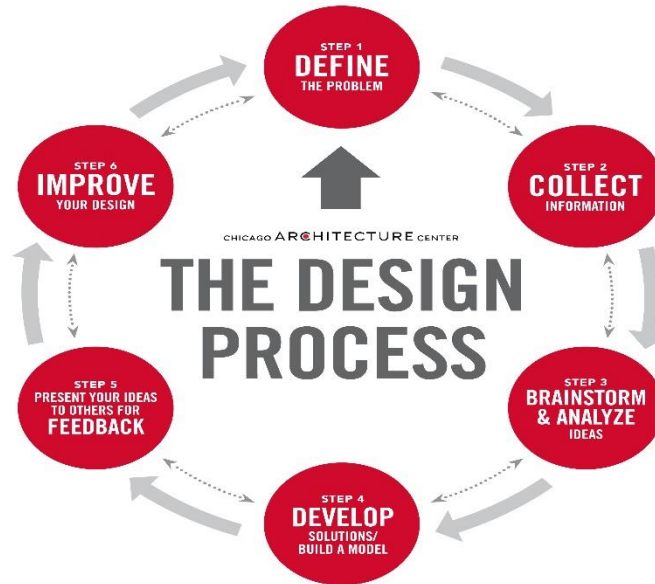 STEP 1
DEFINE
THE PROBLEM
STEP 2
COLLECT
INFORMATION
STEP 3
BRAINSTORM
& ANALYZE
IDEAS
STEP 4
DEVELOP
SOLUTIONS/
BUILD A MODEL
STEP 5
PRESENT YOUR IDEAS
TO OTHERS FOR
FEEDBACK
STEP 6
IMPROVE
YOUR DESIGN
CHICAGO ARCHITECTURE CENTER
THE DESIGN
PROCESS